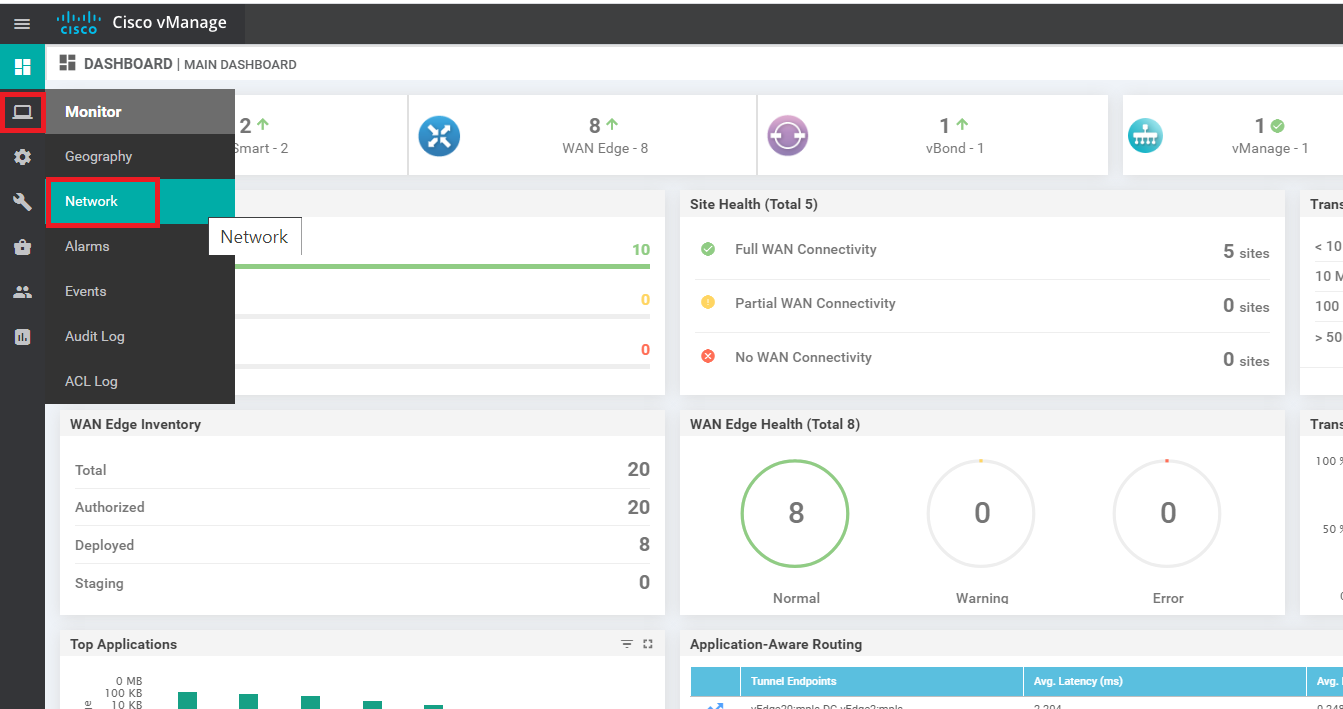 CISCO
Cisco vManage
DASHBOARD | MAIN DASHBOARD
Monitor
Geography
Network
Alarms
Events
Audit Log
ACL Log
Network
2
Smart - 2
8
WAN Edge - 8
1
vBond - 1
1
vManage - 1
10
0
0
Site Health (Total 5)
Full WAN Connectivity
5 sites
Partial WAN Connectivity
0 sites
No WAN Connectivity
0 sites
Trans
< 10
10 M
100
> 50
WAN Edge Inventory
Total
20
Authorized
20
Deployed
8
Staging
0
WAN Edge Health (Total 8)
8
Normal
0
Warning
0
Error
Trans
100 %
50 %
Top Applications
0 MB
100 KB
10 KB
Application-Aware Routing
Tunnel Endpoints
Avg. Latency (ms)
Avg.